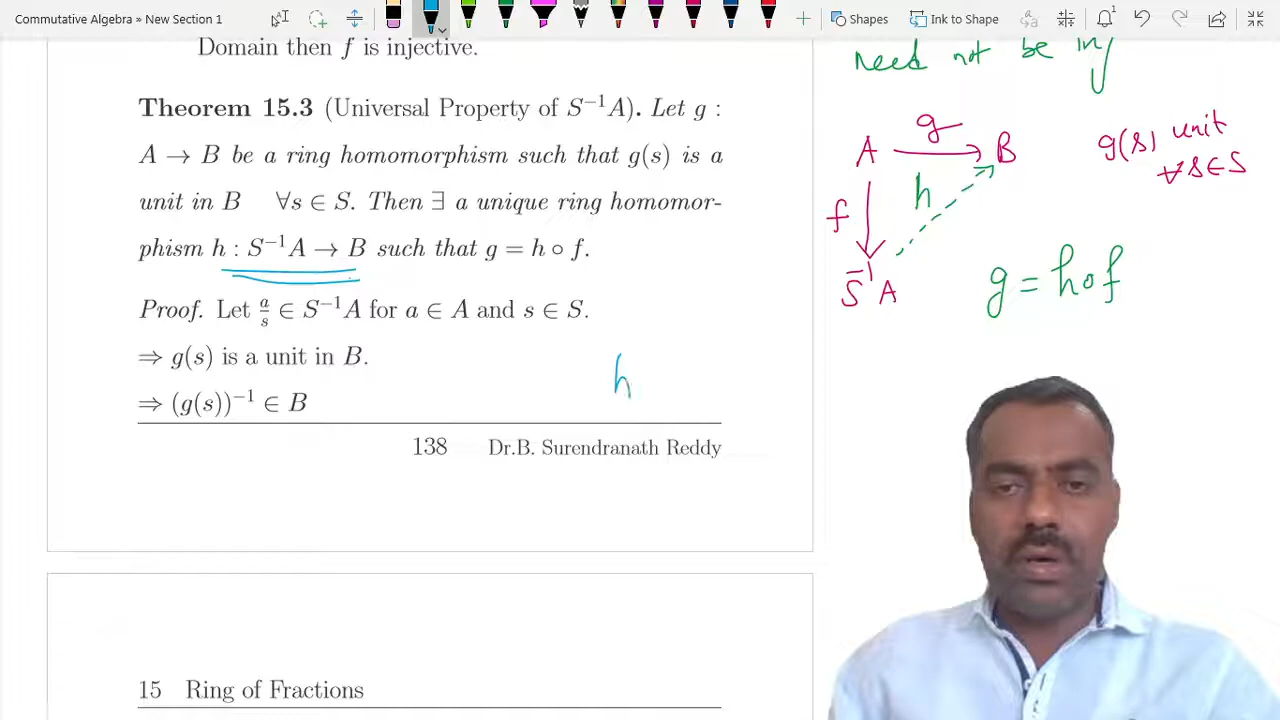 Commutative Algebra » New Section 1
Shapes
Ink to Shape
Domain then f is injective.
need not be inj
Theorem 15.3 (Universal Property of S⁻¹A). Let g :
A → B be a ring homomorphism such that g(s) is a
unit in B ∀s ∈ S. Then ∃ a unique ring homomor-
phism h : S⁻¹A → B such that g = h ∘ f.
Proof. Let a/s ∈ S⁻¹A for a ∈ A and s ∈ S.
⇒ g(s) is a unit in B.
⇒ (g(s))⁻¹ ∈ B
h
138 Dr.B. Surendranath Reddy
15 Ring of Fractions
g
A B
f h
S⁻¹A
g(s) unit
∀ s ∈ S
g = h∘f